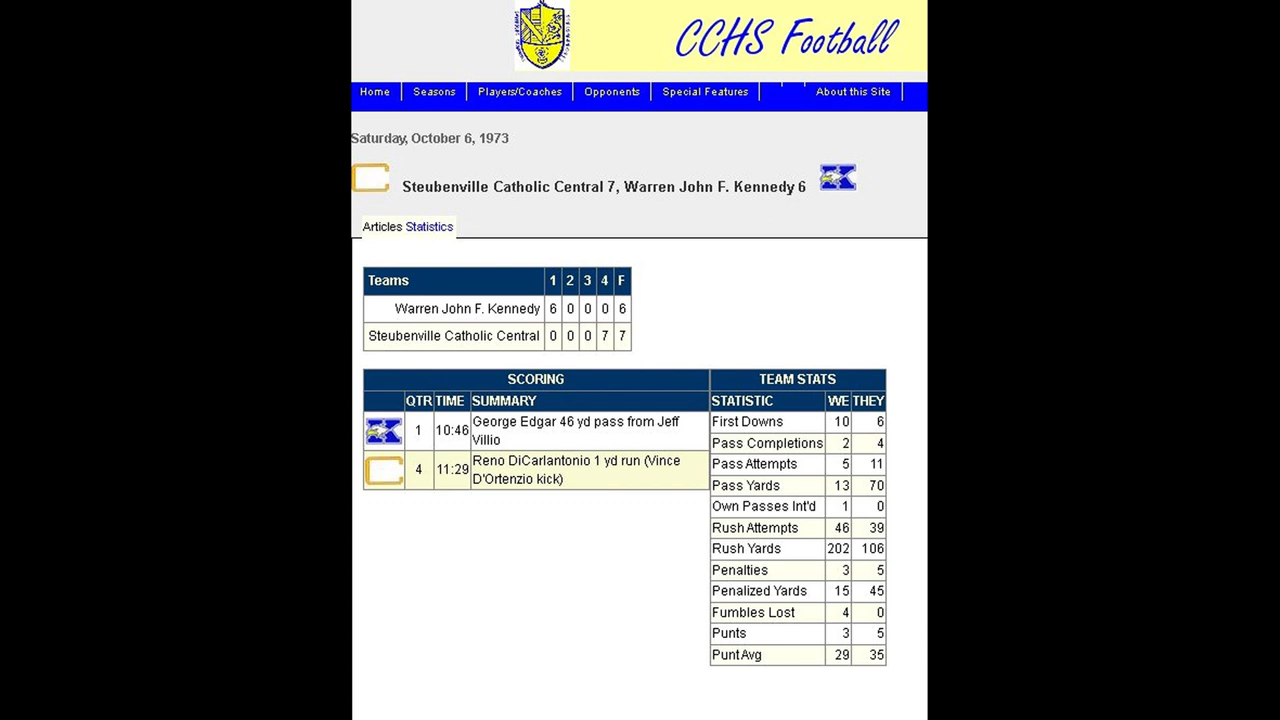 CCHS Football
Home Seasons Players/Coaches Opponents Special Features About this Site
Saturday, October 6, 1973
Steubenville Catholic Central 7, Warren John F. Kennedy 6
Articles Statistics
Teams 1 2 3 4 F
Warren John F. Kennedy 6 0 0 0 6
Steubenville Catholic Central 0 0 0 7 7
SCORING
QTR TIME SUMMARY
1 10:46 George Edgar 46 yd pass from Jeff
Villio
4 11:29 Reno DiCarlantonio 1 yd run (Vince
D'Ortenzio kick)
TEAM STATS
STATISTIC WE THEY
First Downs 10 6
Pass Completions 2 4
Pass Attempts 5 11
Pass Yards 13 70
Own Passes Int'd 1 0
Rush Attempts 46 39
Rush Yards 202 106
Penalties 3 5
Penalized Yards 15 45
Fumbles Lost 4 0
Punts 3 5
Punt Avg 29 35